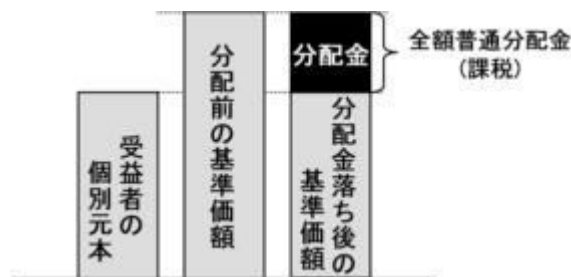 受益者の
個別元本
分配前の基準価額
分配金
分配金落ち後の
基準価額
全額普通分配金
(課税)